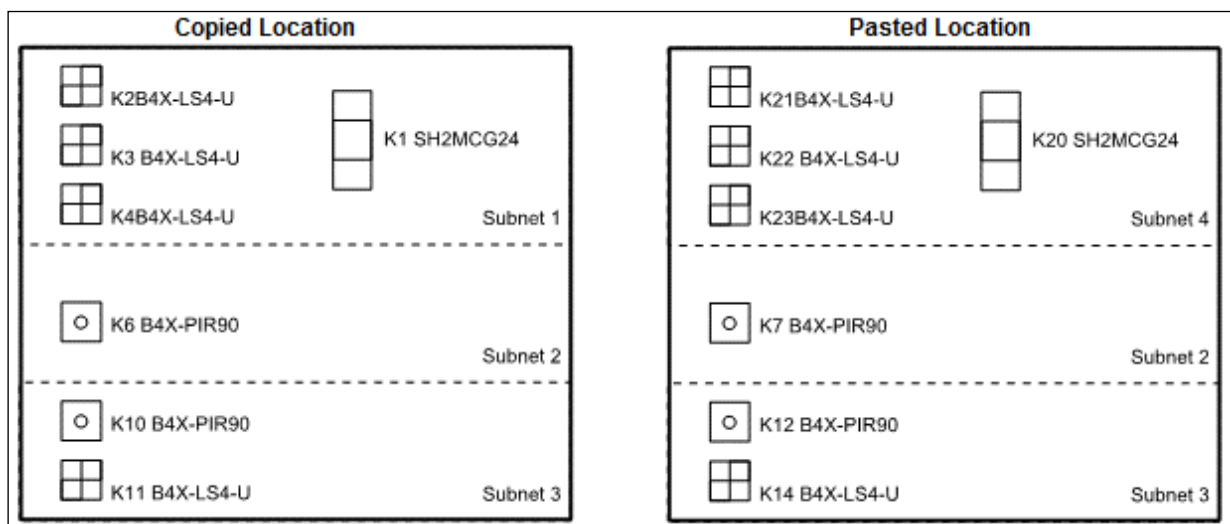 Copied Location
K2B4X-LS4-U
K1 SH2MCG24
K3 B4X-LS4-U
K4B4X-LS4-U
Subnet 1
K6 B4X-PIR90
Subnet 2
K10 B4X-PIR90
K11 B4X-LS4-U
Subnet 3
Pasted Location
K21B4X-LS4-U
K20 SH2MCG24
K22 B4X-LS4-U
K23B4X-LS4-U
Subnet 4
K7 B4X-PIR90
Subnet 2
K12 B4X-PIR90
K14 B4X-LS4-U
Subnet 3